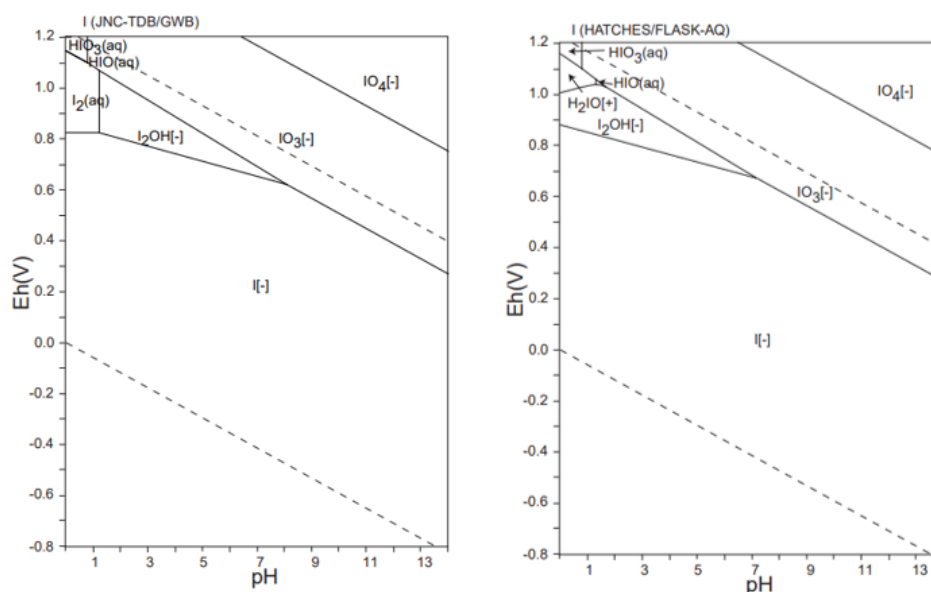 I (JNC-TDB/GWB)
1.2
1.0
0.8
0.6
0.4
0.2
0.0
-0.2
-0.4
-0.6
-0.8
Eh(V)
HIO3(aq)
HIO(aq)
I2(aq)
I2OH[-]
IO3[-]
IO4[-]
I[-]
1 3 5 7 9 11 13
pH
I (HATCHES/FLASK-AQ)
1.2
1.0
0.8
0.6
0.4
0.2
0.0
-0.2
-0.4
-0.6
-0.8
Eh(V)
HIO3(aq)
HIO(aq)
H2IO[+]
I2OH[-]
IO4[-]
IO3[-]
I[-]
1 3 5 7 9 11 13
pH